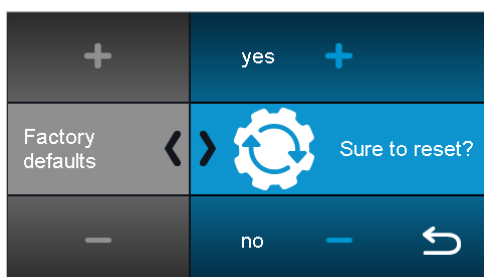 yes
Factory
defaults
Sure to reset?
no